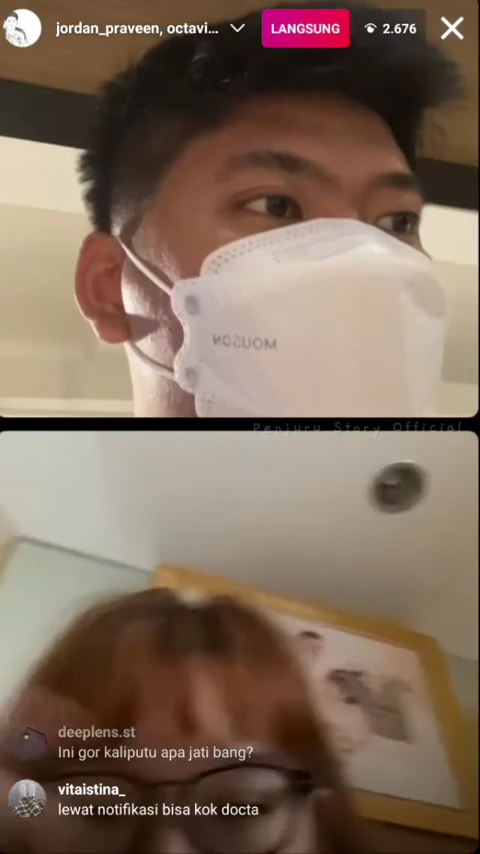 jordan_praveen, octavi...
LANGSUNG
2.676
MOUSON
Penjuru Story Official
deeplens.st
Ini gor kaliputu apa jati bang?
vitaistina_
lewat notifikasi bisa kok docta